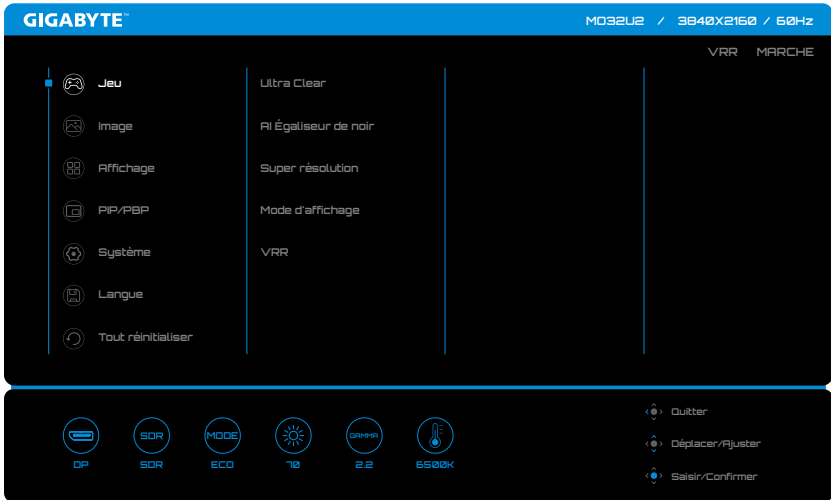 GIGABYTE™
MO32U2 / 3840X2160 / 60Hz
VRR MARCHE
Jeu
Image
Affichage
PIP/PBP
Système
Langue
Tout réinitialiser
Ultra Clear
AI Égaliseur de noir
Super résolution
Mode d'affichage
VRR
SDR
MODE
GAMMA
DP
SDR
ECO
70
2.2
6500K
Quitter
Déplacer/Ajuster
Saisir/Confirmer